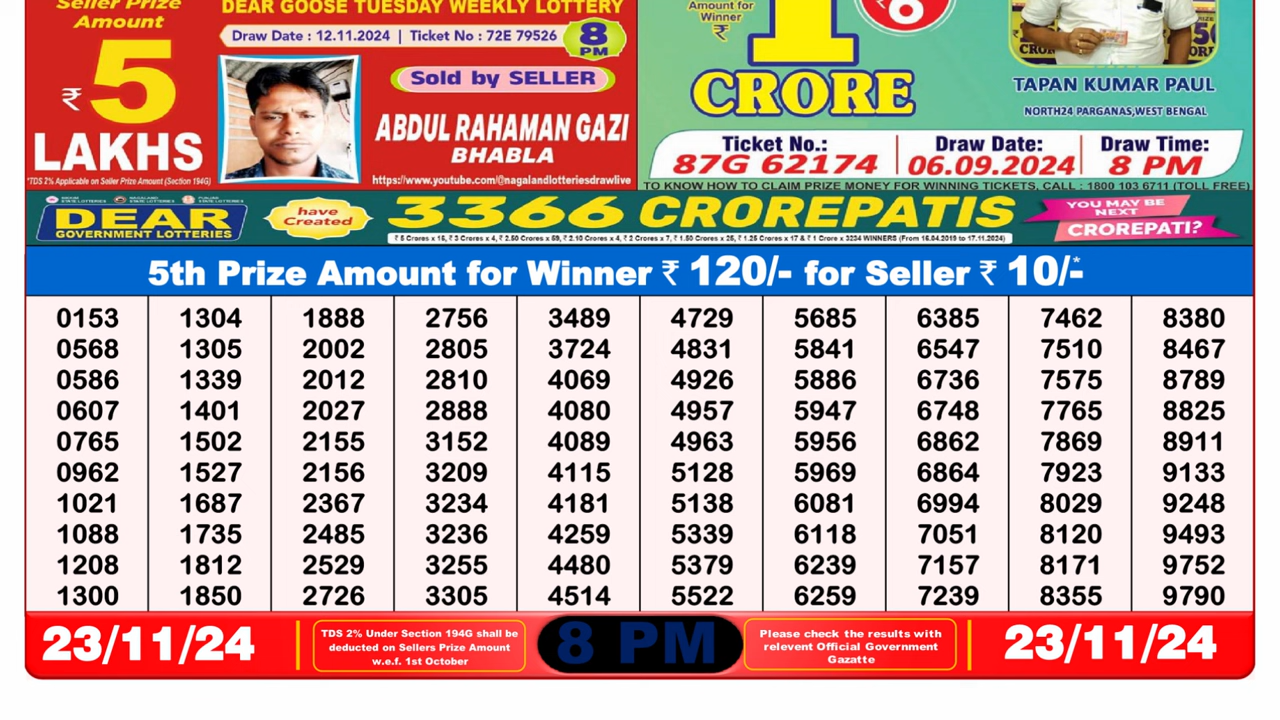 Seller Prize
Amount
₹ 5
LAKHS
*TDS 2% Applicable on Seller Prize Amount (Section 194G)
DEAR GOOSE TUESDAY WEEKLY LOTTERY
Draw Date : 12.11.2024 | Ticket No : 72E 79526
8
PM
Sold by SELLER
ABDUL RAHAMAN GAZI
BHABLA
https://www.youtube.com/@nagalandlotteriesdrawlive
Amount for
Winner
₹
1
CRORE
TAPAN KUMAR PAUL
NORTH24 PARGANAS,WEST BENGAL
Ticket No.: Draw Date: Draw Time:
87G 62174 06.09.2024 8 PM
TO KNOW HOW TO CLAIM PRIZE MONEY FOR WINNING TICKETS, CALL : 1800 103 6711 (TOLL FREE)
DEAR
GOVERNMENT LOTTERIES
have
Created
3366 CROREPATIS
YOU MAY BE
NEXT
CROREPATI?
5th Prize Amount for Winner ₹ 120/- for Seller ₹ 10/-*
0153 1304 1888 2756 3489 4729 5685 6385 7462 8380
0568 1305 2002 2805 3724 4831 5841 6547 7510 8467
0586 1339 2012 2810 4069 4926 5886 6736 7575 8789
0607 1401 2027 2888 4080 4957 5947 6748 7765 8825
0765 1502 2155 3152 4089 4963 5956 6862 7869 8911
0962 1527 2156 3209 4115 5128 5969 6864 7923 9133
1021 1687 2367 3234 4181 5138 6081 6994 8029 9248
1088 1735 2485 3236 4259 5339 6118 7051 8120 9493
1208 1812 2529 3255 4480 5379 6239 7157 8171 9752
1300 1850 2726 3305 4514 5522 6259 7239 8355 9790
23/11/24
TDS 2% Under Section 194G shall be
deducted on Sellers Prize Amount
w.e.f. 1st October
8 PM
Please check the results with
relevent Official Government
Gazatte
23/11/24